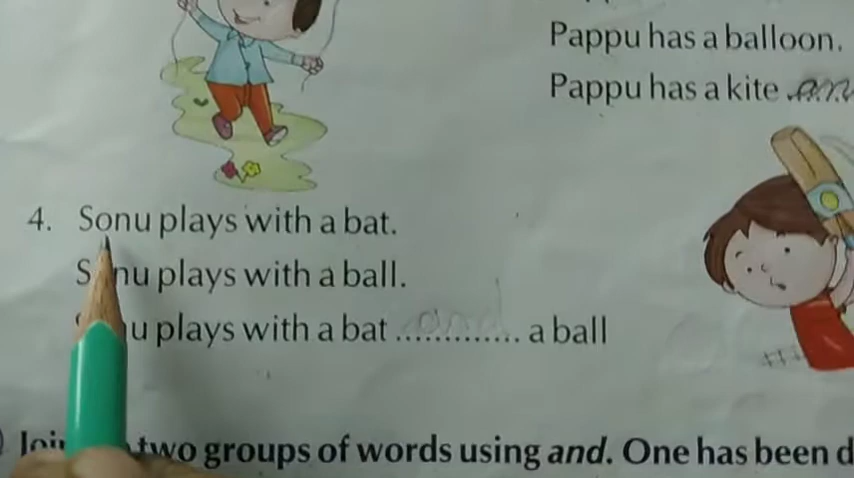 Pappu has a balloon.
Pappu has a kite
4. Sonu plays with a bat.
plays with a ball.
plays with a bat ...and... a ball
two groups of words using and. One has been